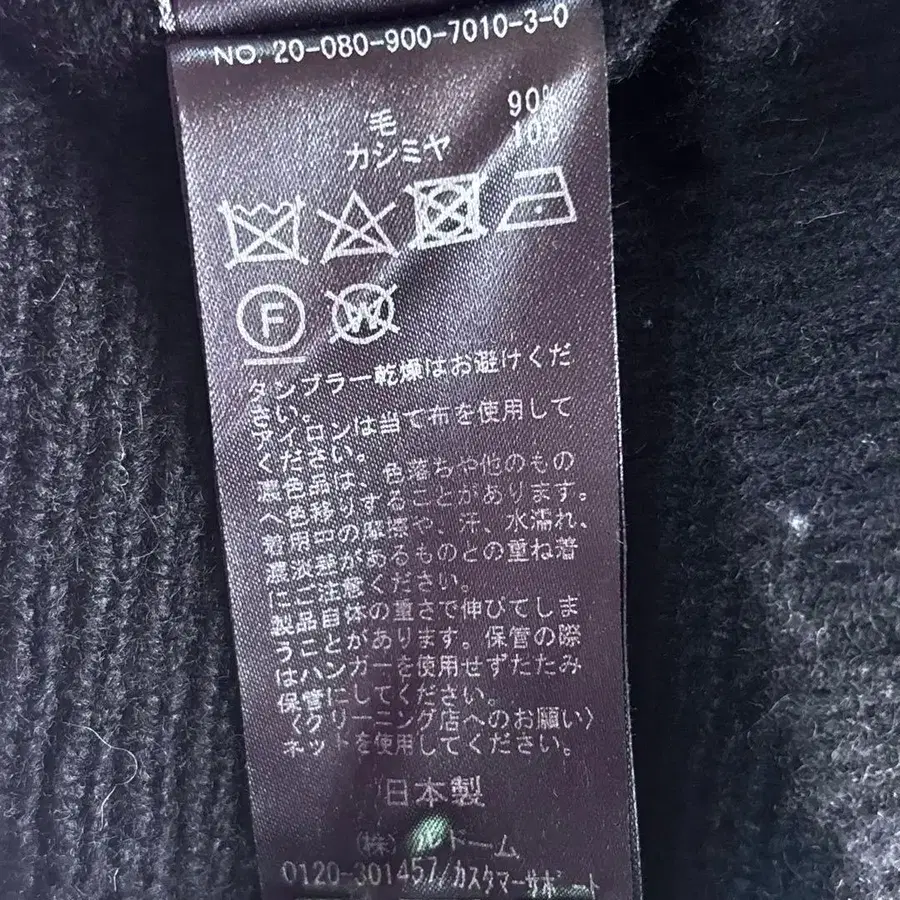 NO. 20-080-900-7010-3-0
毛 90%
カシミヤ 10%
F
W
タンブラー乾燥はお避けくだ
さい。
アイロンは当て布を使用して
ください。
濃色品は、色落ちや他のもの
へ色移りすることがあります。
着用中の摩擦や、汗、水濡れ、
濃淡差があるものとの重ね着
にご注意ください。
製品自体の重さで伸びてしま
うことがあります。保管の際
はハンガーを使用せずたたみ
保管にしてください。
〈クリーニング店へのお願い〉
ネットを使用してください。
日本製
(株) ドーム
0120-301457/カスタマーサポート